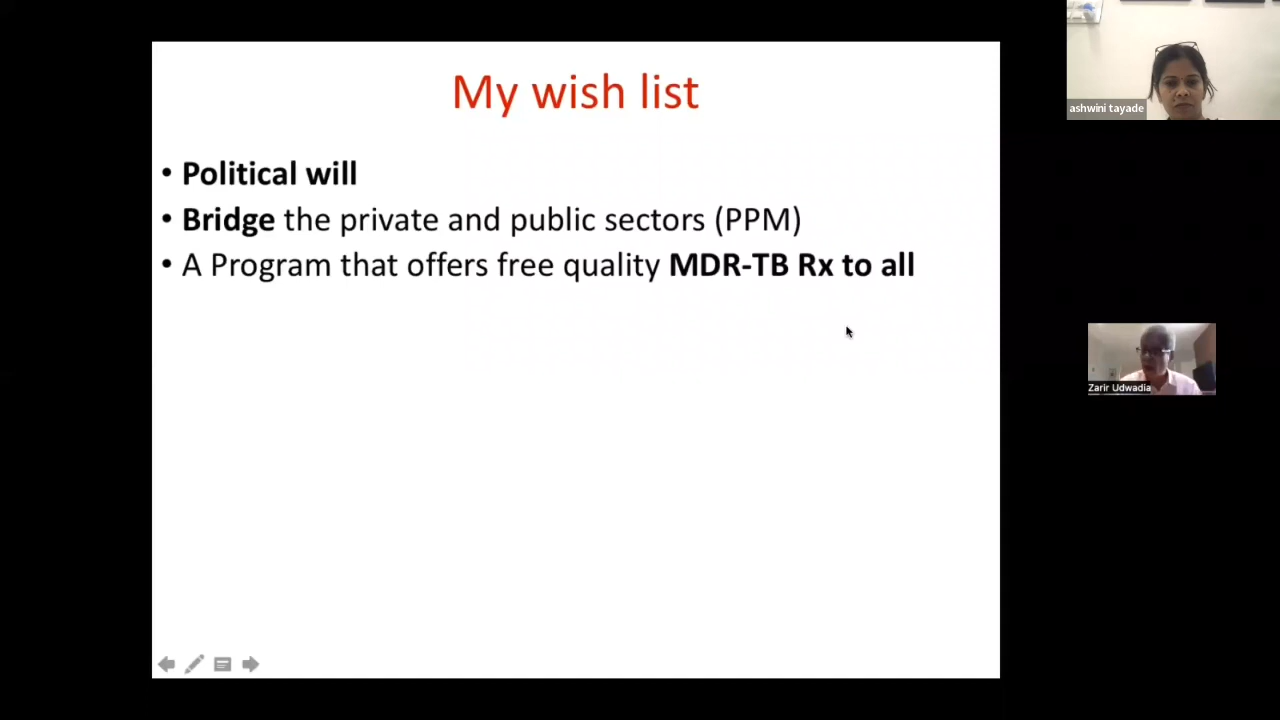 My wish list
• Political will
• Bridge the private and public sectors (PPM)
• A Program that offers free quality MDR-TB Rx to all
ashwini tayade
Zarir Udwadia